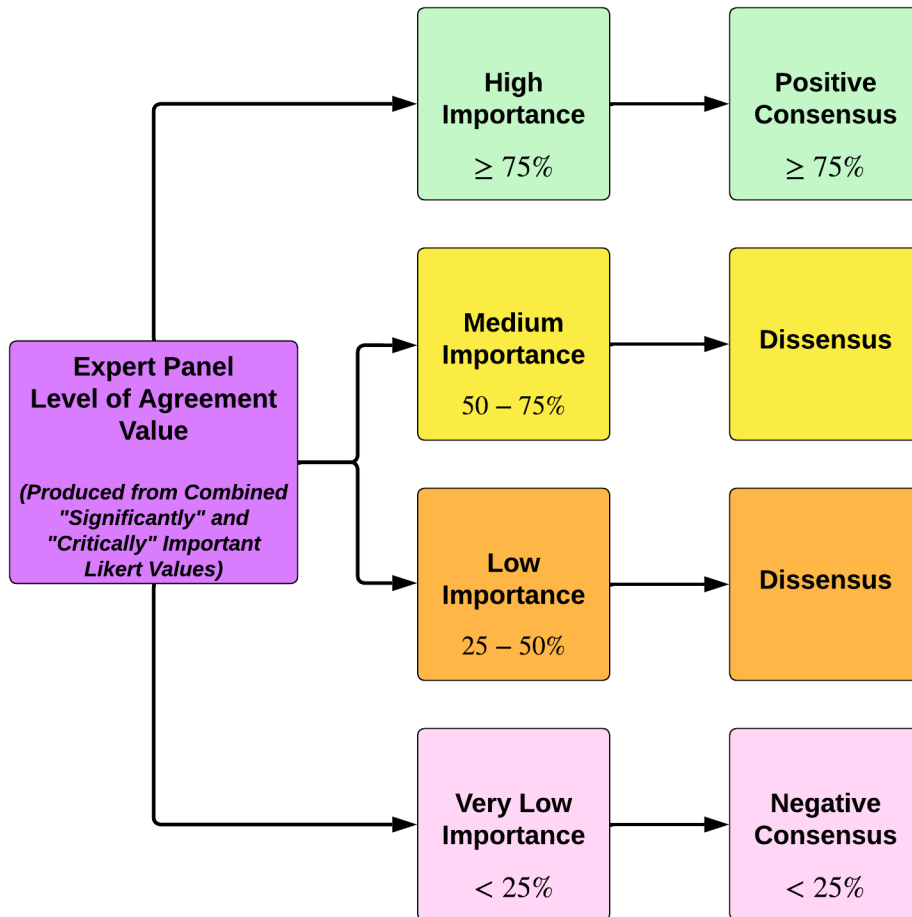 High
Importance
≥ 75%
Positive
Consensus
≥ 75%
Medium
Importance
50 – 75%
Dissensus
Expert Panel
Level of Agreement
Value
(Produced from Combined
"Significantly" and
"Critically" Important
Likert Values)
Low
Importance
25 – 50%
Dissensus
Very Low
Importance
< 25%
Negative
Consensus
< 25%